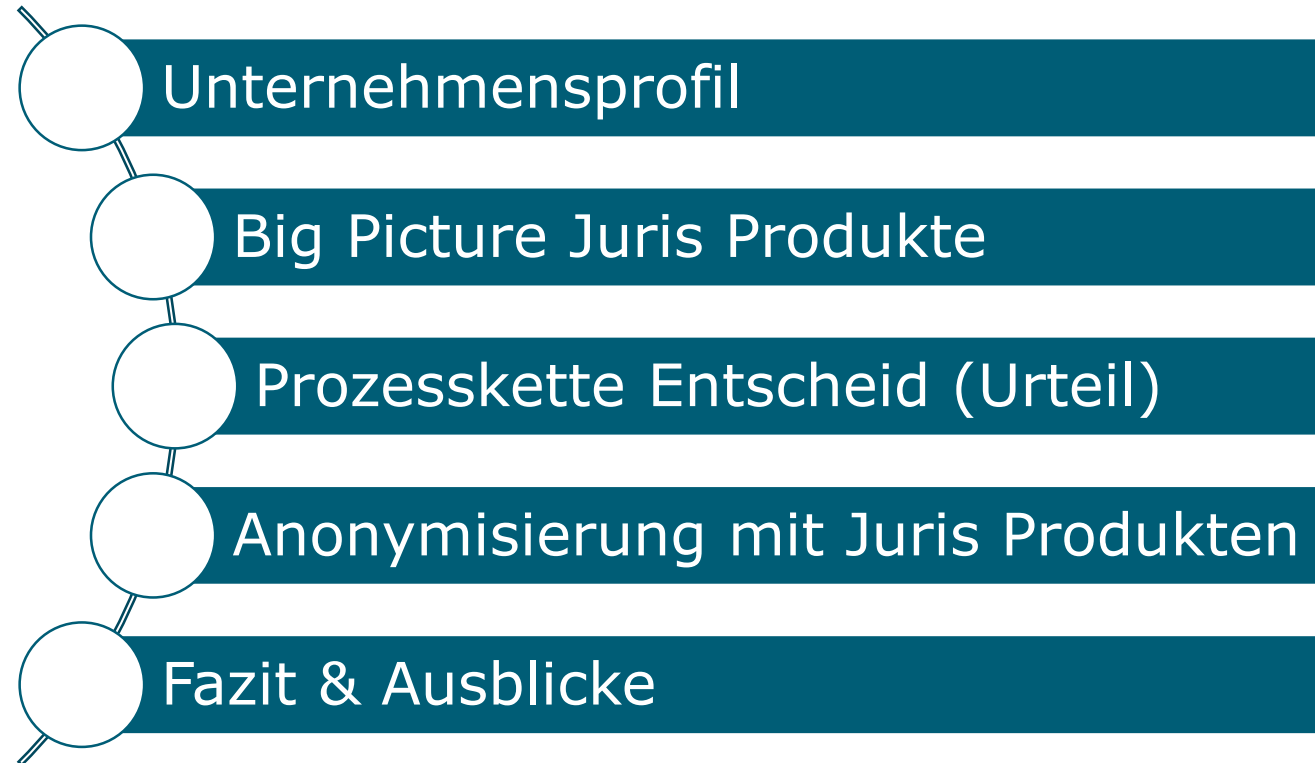 Unternehmensprofil
Big Picture Juris Produkte
Prozesskette Entscheid (Urteil)
Anonymisierung mit Juris Produkten
Fazit & Ausblicke